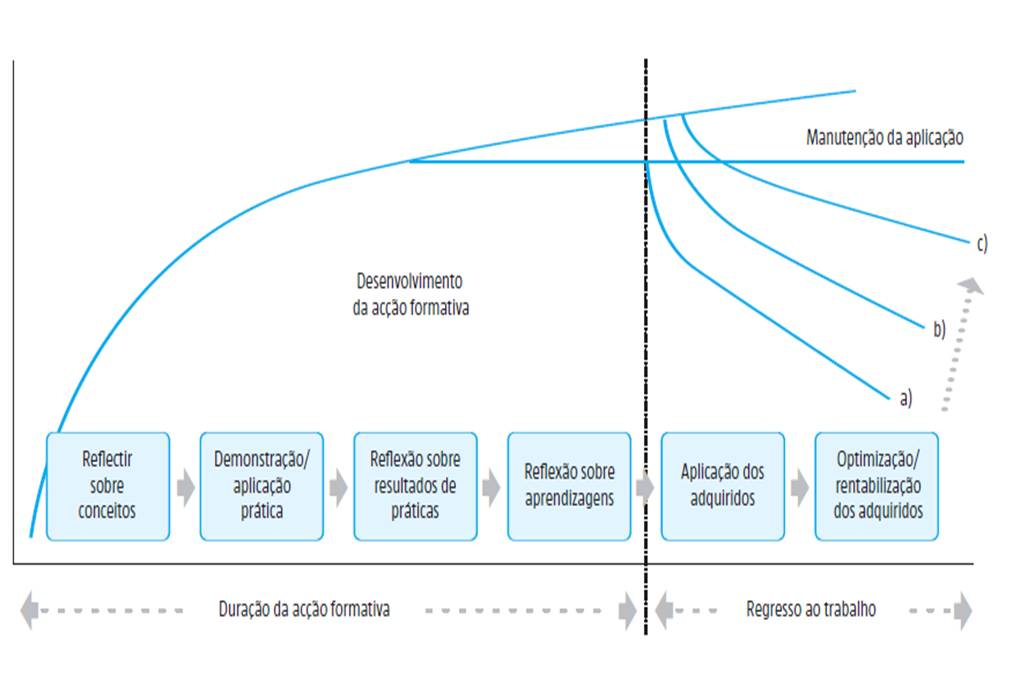 Manutenção da aplicação
c)
Desenvolvimento
da acção formativa
b)
a)
Reflectir
sobre
conceitos
Demonstração/
aplicação
prática
Reflexão sobre
resultados de
práticas
Reflexão sobre
aprendizagens
Aplicação dos
adquiridos
Optimização/
rentabilização
dos adquiridos
Duração da acção formativa
Regresso ao trabalho